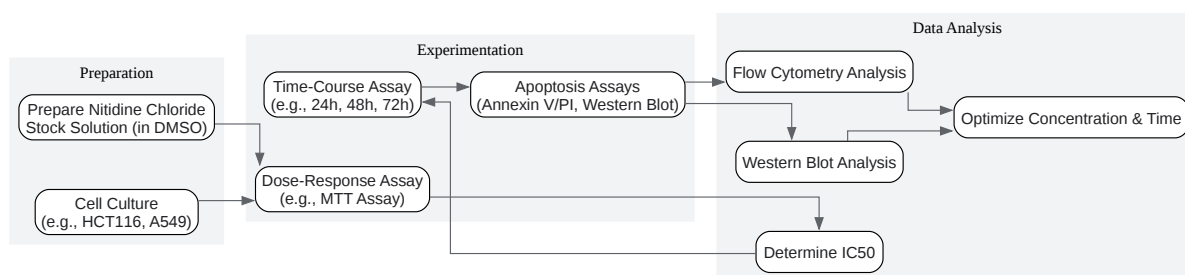 Preparation
Prepare Nitidine Chloride
Stock Solution (in DMSO)
Cell Culture
(e.g., HCT116, A549)
Experimentation
Time-Course Assay
(e.g., 24h, 48h, 72h)
Apoptosis Assays
(Annexin V/PI, Western Blot)
Dose-Response Assay
(e.g., MTT Assay)
Data Analysis
Flow Cytometry Analysis
Western Blot Analysis
Optimize Concentration & Time
Determine IC50